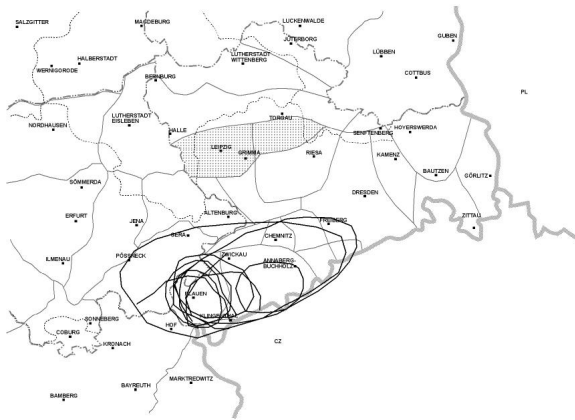 SALZGITTER
MAGDEBURG
LUCKENWALDE
JÜTERBORG
GUBEN
LÜBBEN
WERNIGORODE
HALBERSTADT
LUTHERSTADT
WITTENBERG
BERNBURG
COTTBUS
PL
NORDHAUSEN
LUTHERSTADT
EISLEBEN
HALLE
TORGAU
SENFTENBERG
HOYERSWERDA
LEIPZIG
GRIMMA
RIESA
KAMENZ
BAUTZEN
GÖRLITZ
SÖMMERDA
DRESDEN
ERFURT
JENA
ALTENBURG
FREIBERG
ZITTAU
GERA
CHEMNITZ
ILMENAU
PÖSSNECK
ZWICKAU
ANNABERG-
BUCHHOLZ
PLAUEN
SONNEBERG
COBURG
HOF
KRONACH
CZ
BAMBERG
BAYREUTH
MARKTREDWITZ